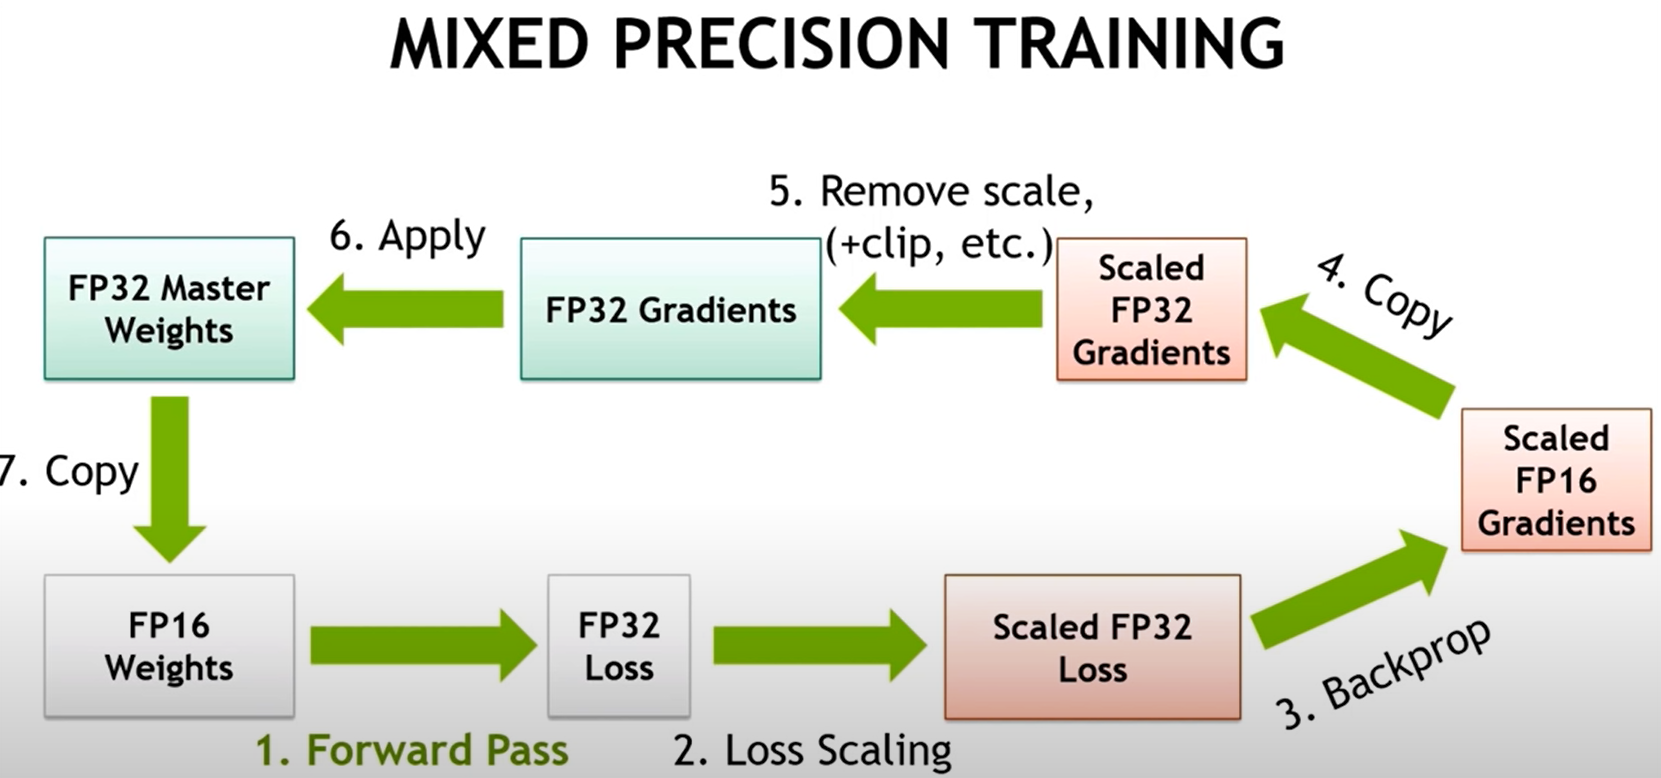 MIXED PRECISION TRAINING
5. Remove scale,
(+clip, etc.)
6. Apply
4. Copy
FP32 Master
Weights
FP32 Gradients
Scaled
FP32
Gradients
Scaled
FP16
Gradients
7. Copy
FP16
Weights
FP32
Loss
Scaled FP32
Loss
3. Backprop
1. Forward Pass
2. Loss Scaling